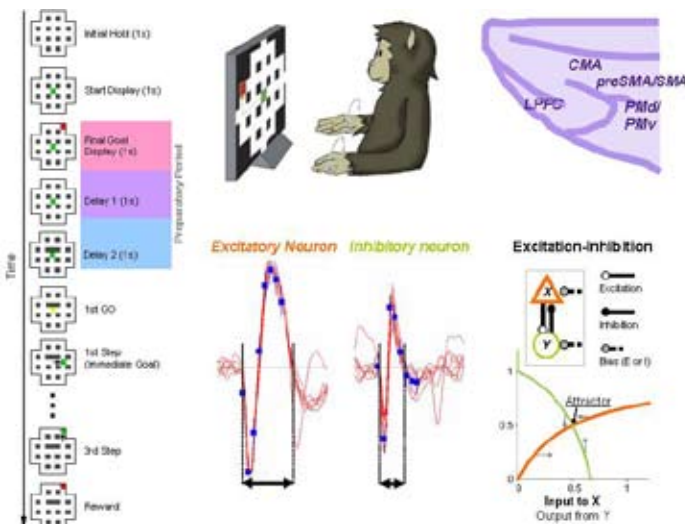 Initial Hold (1s)
Start Display (1s)
Final Goal
Display (1s)
Delay 1 (1s)
Delay 2 (1s)
Preparatory Period
Time
1st GO
1st Step
(Immediate Goal)
3rd Step
Reward
CMA
preSMA/SMA
LPFC
PMd/
PMv
Excitatory Neuron
Inhibitory neuron
Excitation-Inhibition
X
Y
Excitation
Inhibition
Bias (E or I)
1
Attractor
0.5
0
0
0.5
1
Input to X
Output from Y